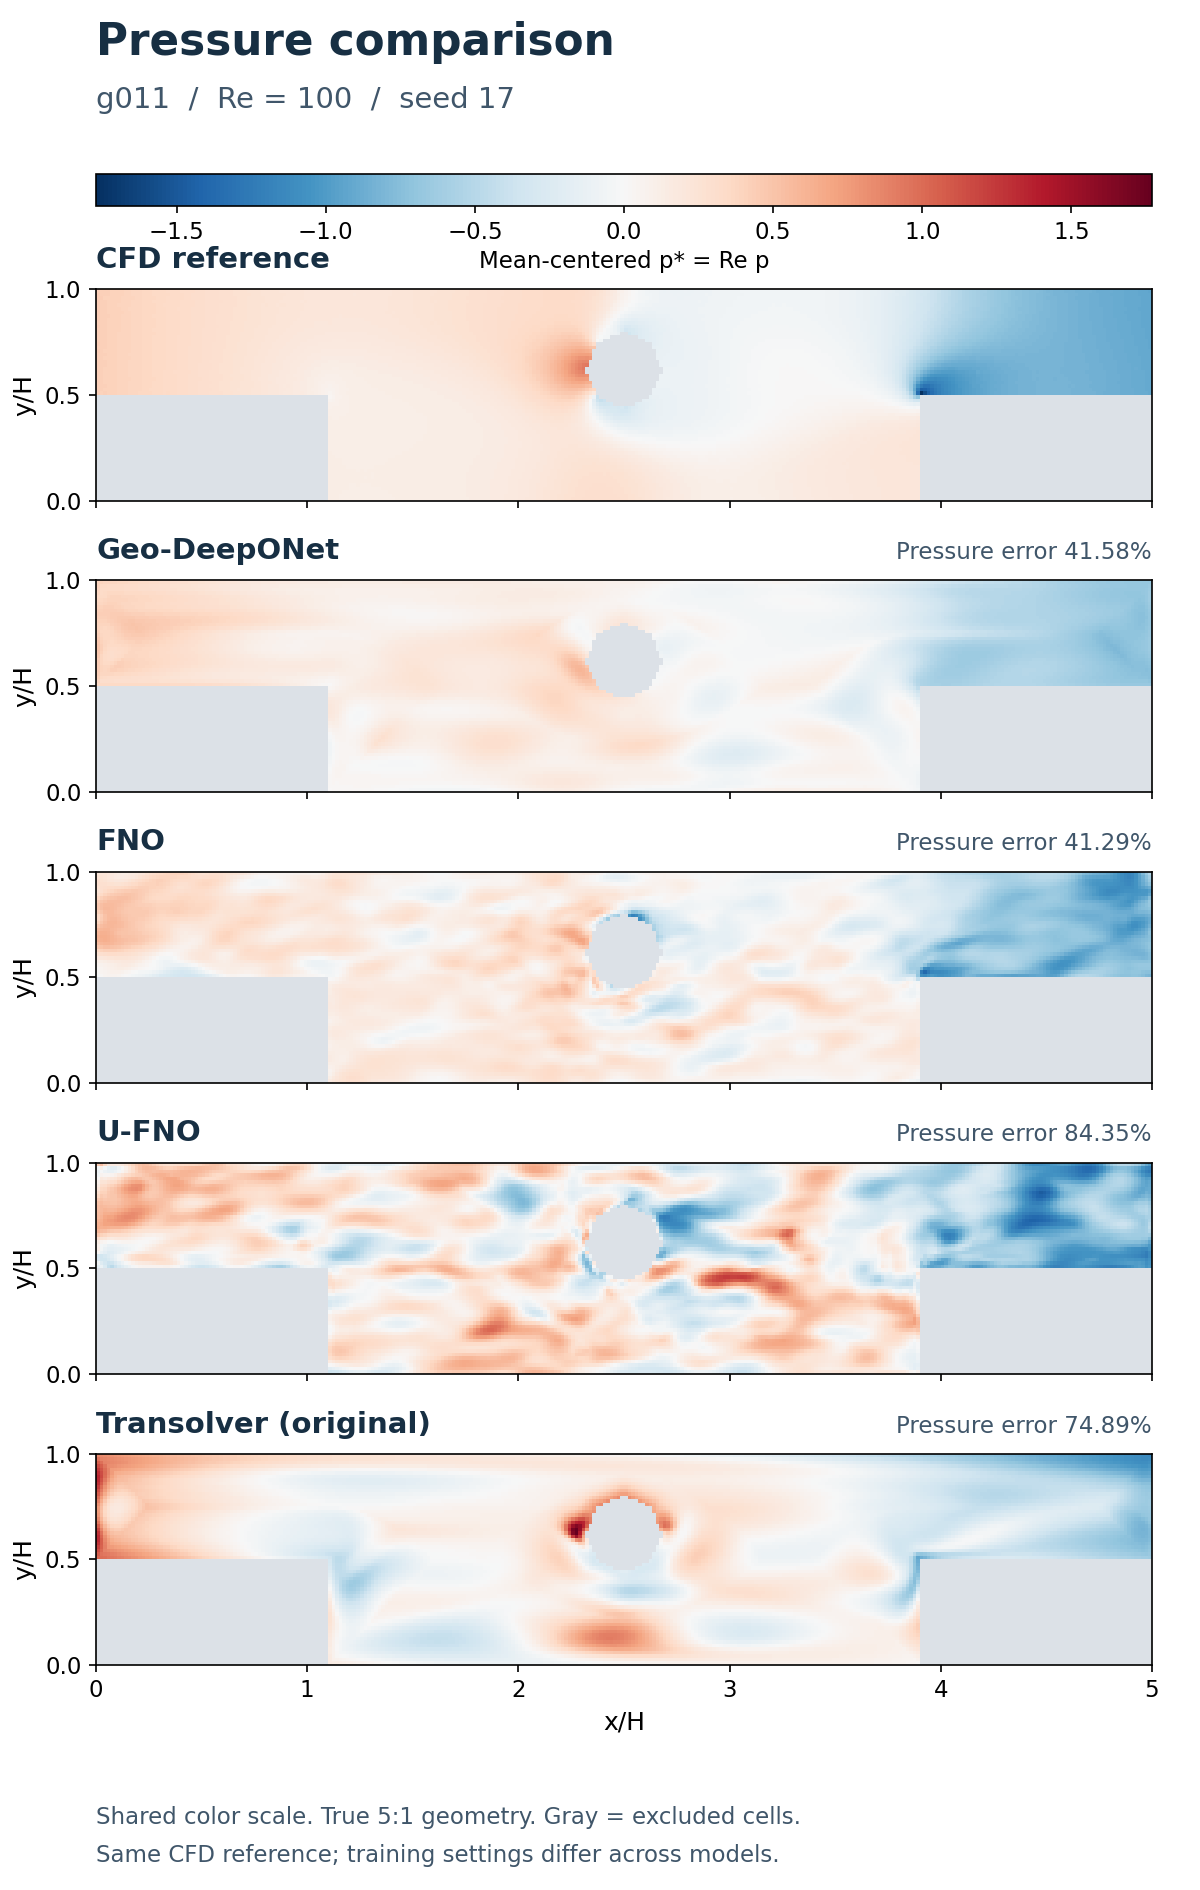 Pressure comparison
g011 / Re = 100 / seed 17
−1.5 −1.0 −0.5 0.0 0.5 1.0 1.5
Mean-centered p* = Re p
CFD reference
1.0
0.5
0.0
y/H
Geo-DeepONet Pressure error 41.58%
1.0
0.5
0.0
y/H
FNO Pressure error 41.29%
1.0
0.5
0.0
y/H
U-FNO Pressure error 84.35%
1.0
0.5
0.0
y/H
Transolver (original) Pressure error 74.89%
1.0
0.5
0.0
y/H
0 1 2 3 4 5
x/H
Shared color scale. True 5:1 geometry. Gray = excluded cells.
Same CFD reference; training settings differ across models.